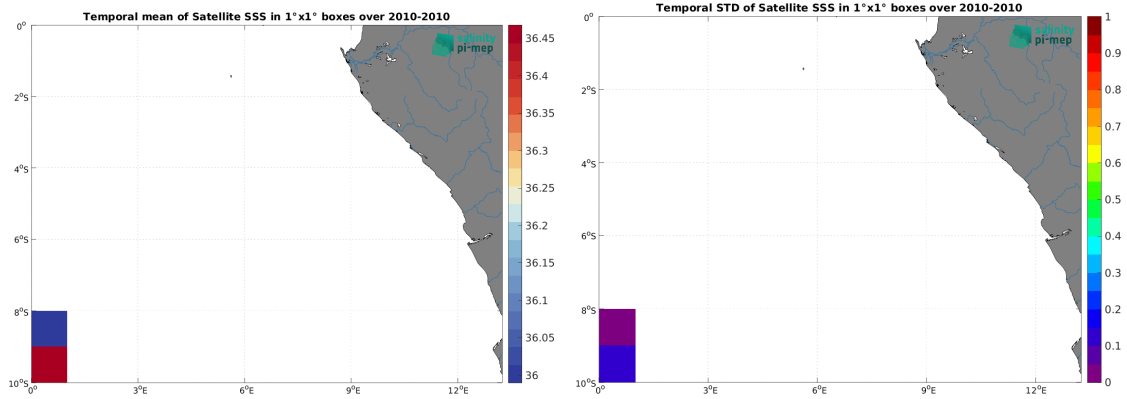 Temporal mean of Satellite SSS in 1°x1° boxes over 2010-2010
0°
2°S
4°S
6°S
8°S
10°S
0°
3°E
6°E
9°E
12°E
salinity
pi-mep
36.45
36.4
36.35
36.3
36.25
36.2
36.15
36.1
36.05
36
Temporal STD of Satellite SSS in 1°x1° boxes over 2010-2010
0°
2°S
4°S
6°S
8°S
10°S
0°
3°E
6°E
9°E
12°E
salinity
pi-mep
1
0.9
0.8
0.7
0.6
0.5
0.4
0.3
0.2
0.1
0